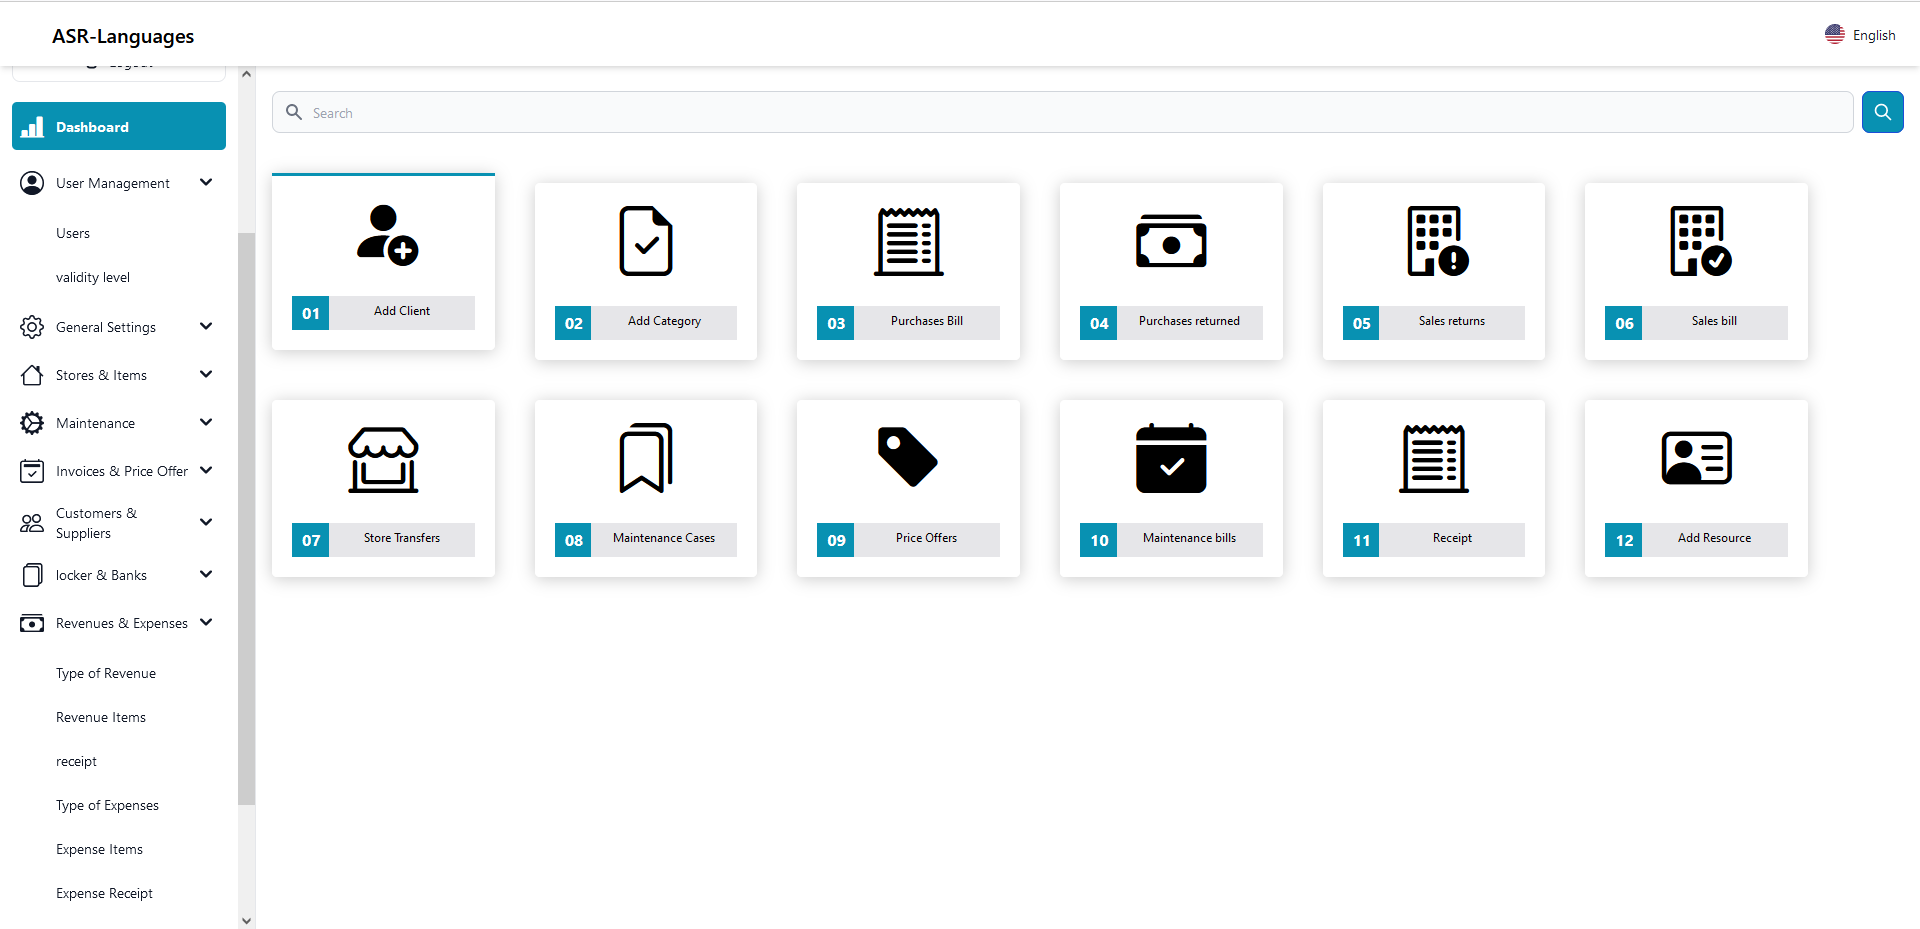 ASR-Languages
English
Logout
Dashboard
User Management
Users
validity level
General Settings
Stores & Items
Maintenance
Invoices & Price Offer
Customers &
Suppliers
locker & Banks
Revenues & Expenses
Type of Revenue
Revenue Items
receipt
Type of Expenses
Expense Items
Expense Receipt
Search
01 Add Client
02 Add Category
03 Purchases Bill
04 Purchases returned
05 Sales returns
06 Sales bill
07 Store Transfers
08 Maintenance Cases
09 Price Offers
10 Maintenance bills
11 Receipt
12 Add Resource